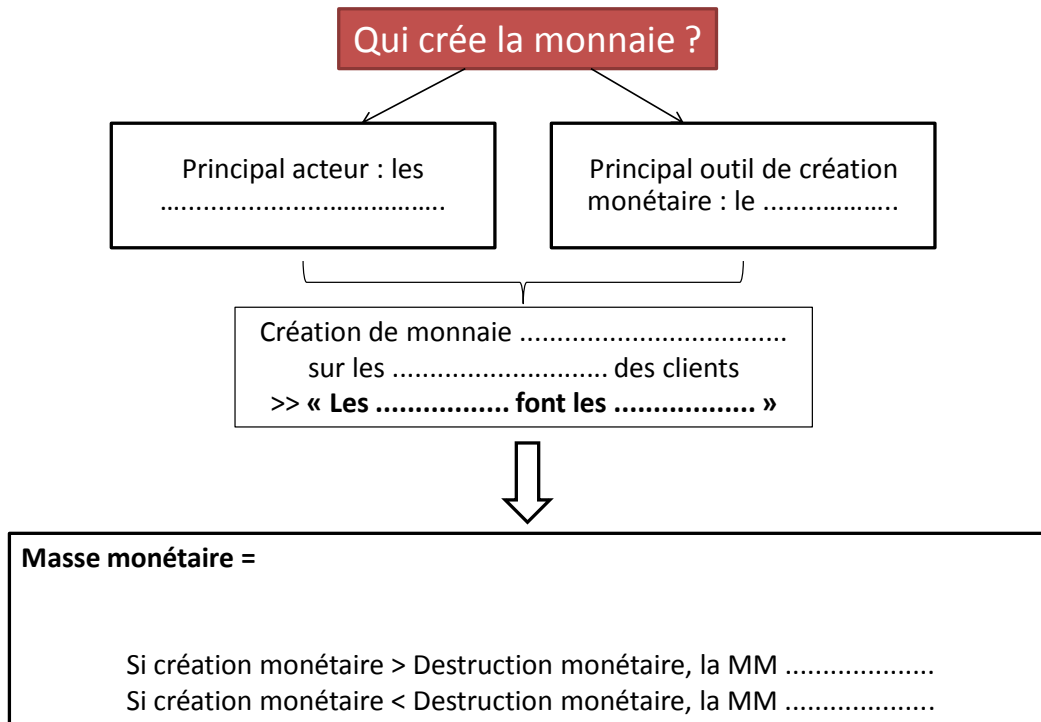 Qui crée la monnaie ?
Principal acteur : les
.................................................
Principal outil de création
monétaire : le ....................
Création de monnaie ......................................
sur les .............................. des clients
>> « Les .................. font les .................... »
Masse monétaire =
Si création monétaire > Destruction monétaire, la MM .....................
Si création monétaire < Destruction monétaire, la MM .....................